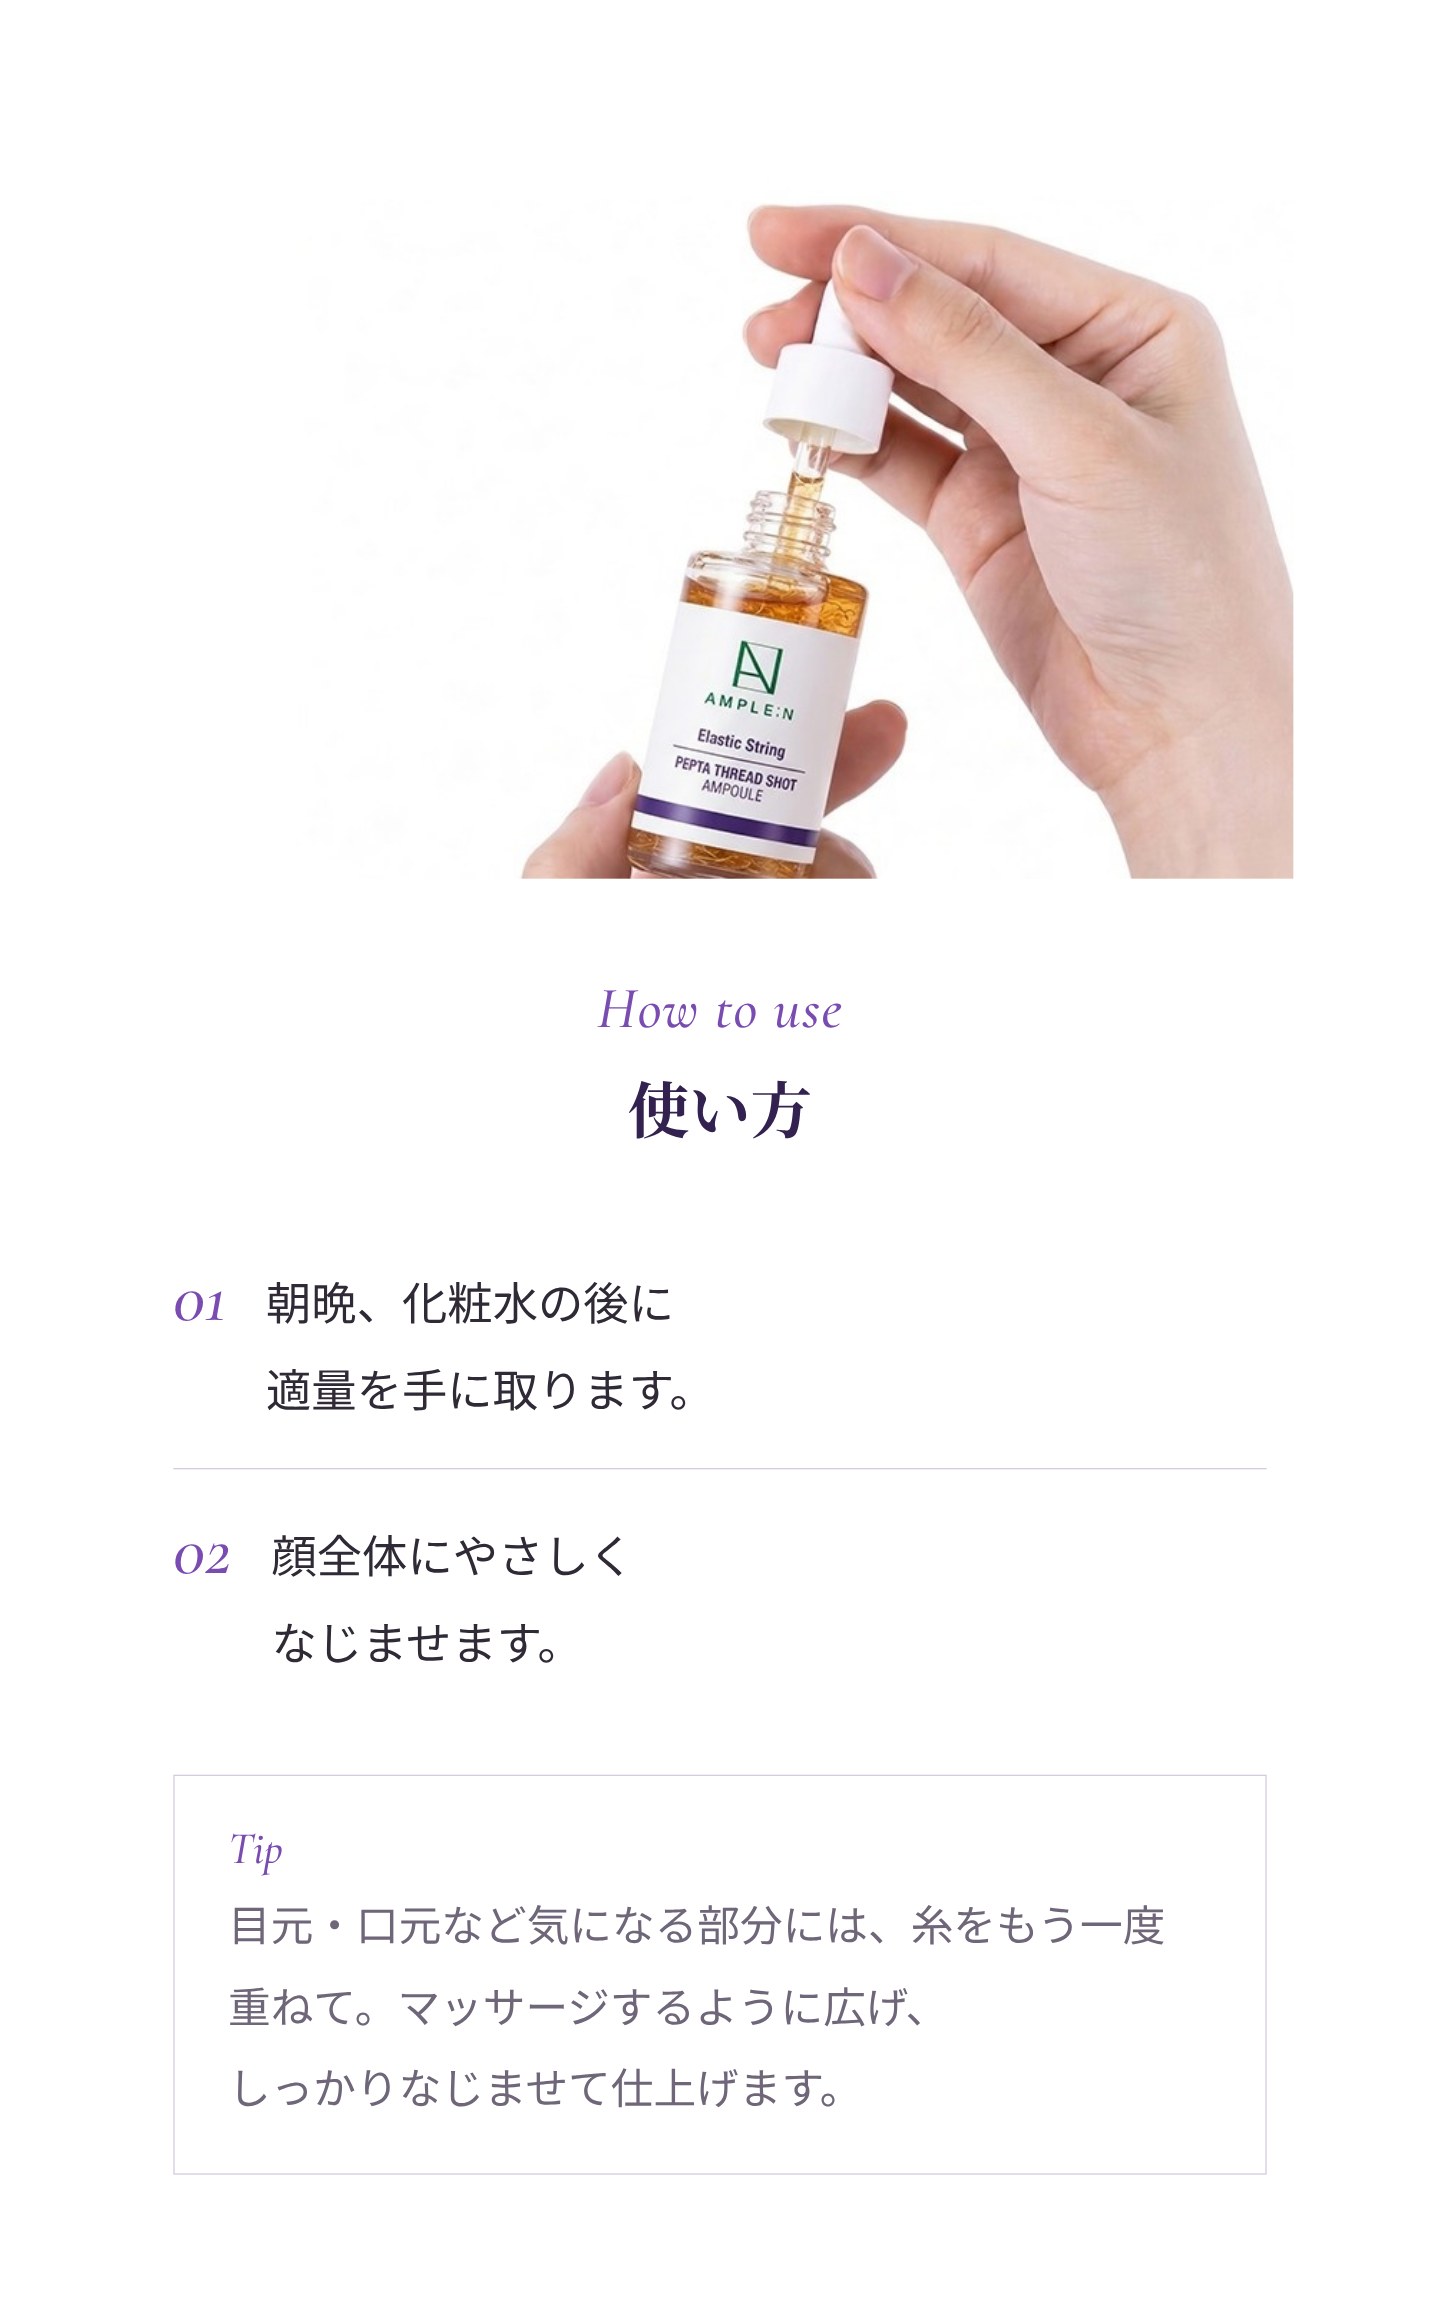 AMPLE:N
Elastic String
PEPTA THREAD SHOT
AMPOULE
How to use
使い方
01 朝晩、化粧水の後に
適量を手に取ります。
02 顔全体にやさしく
なじませます。
Tip
目元・口元など気になる部分には、糸をもう一度
重ねて。マッサージするように広げ、
しっかりなじませて仕上げます。